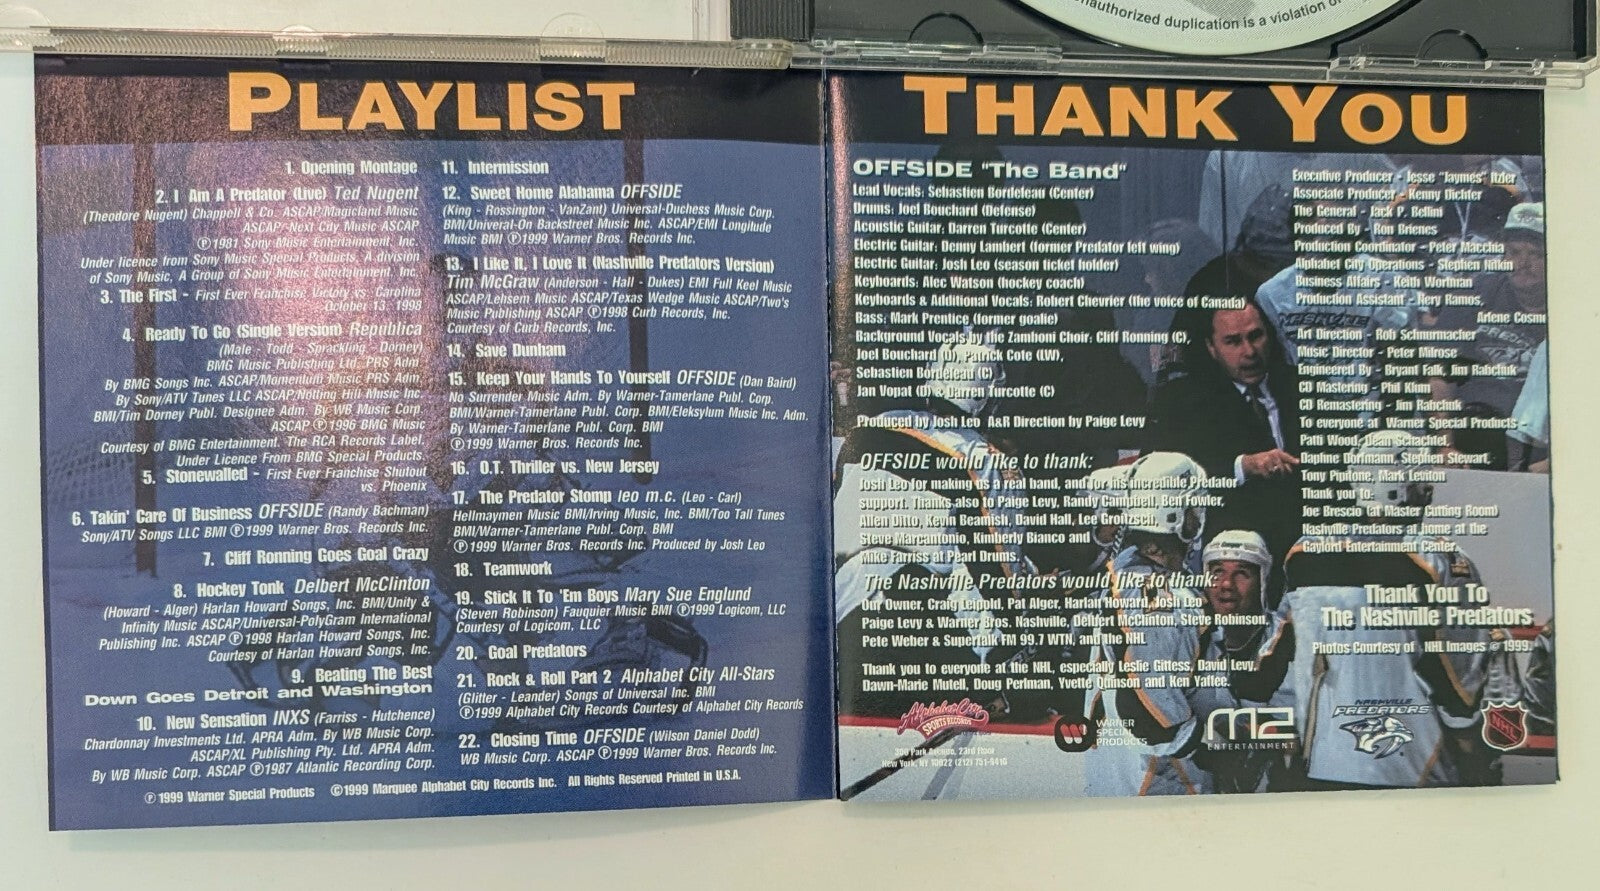 unauthorized duplication is a violation of
PLAYLIST
1. Opening Montage
2. I Am A Predator (Live) Ted Nugent
(Theodore Nugent) Chappell & Co. ASCAP/Magicland Music
ASCAP/Next City Music ASCAP
℗1981 Sony Music Entertainment, Inc.
Under licence from Sony Music Special Products, A division
of Sony Music, A Group of Sony Music Entertainment, Inc.
3. The First - First Ever Franchise Victory vs. Carolina
October 13, 1998
4. Ready To Go (Single Version) Republica
(Male - Todd - Sprackling - Dorney)
BMG Music Publishing Ltd. PRS Adm.
By BMG Songs Inc. ASCAP/Momentum Music PRS Adm.
By Sony/ATV Tunes LLC ASCAP/Notting Hill Music Inc.
BMI/Tim Dorney Publ. Designee Adm. By WB Music Corp.
ASCAP ℗1996 BMG Music
Courtesy of BMG Entertainment. The RCA Records Label.
Under Licence From BMG Special Products.
5. Stonewalled - First Ever Franchise Shutout
vs. Phoenix
6. Takin' Care Of Business OFFSIDE (Randy Bachman)
Sony/ATV Songs LLC BMI ℗1999 Warner Bros. Records Inc.
7. Cliff Ronning Goes Goal Crazy
8. Hockey Tonk Delbert McClinton
(Howard - Alger) Harlan Howard Songs, Inc. BMI/Unity &
Infinity Music ASCAP/Universal-PolyGram International
Publishing Inc. ASCAP ℗1998 Harlan Howard Songs, Inc.
Courtesy of Harlan Howard Songs, Inc.
9. Beating The Best
Down Goes Detroit and Washington
10. New Sensation INXS (Farriss - Hutchence)
Chardonnay Investments Ltd. APRA Adm. By WB Music Corp.
ASCAP/XL Publishing Pty. Ltd. APRA Adm.
By WB Music Corp. ASCAP ℗1987 Atlantic Recording Corp.
11. Intermission
12. Sweet Home Alabama OFFSIDE
(King - Rossington - VanZant) Universal-Duchess Music Corp.
BMI/Univeral-On Backstreet Music Inc. ASCAP/EMI Longitude
Music BMI ℗1999 Warner Bros. Records Inc.
13. I Like It, I Love It (Nashville Predators Version)
Tim McGraw (Anderson - Hall - Dukes) EMI Full Keel Music
ASCAP/Lehsem Music ASCAP/Texas Wedge Music ASCAP/Two's
Music Publishing ASCAP ℗1998 Curb Records, Inc.
Courtesy of Curb Records, Inc.
14. Save Dunham
15. Keep Your Hands To Yourself OFFSIDE (Dan Baird)
No Surrender Music Adm. By Warner-Tamerlane Publ. Corp.
BMI/Warner-Tamerlane Publ. Corp. BMI/Eleksylum Music Inc. Adm.
By Warner-Tamerlane Publ. Corp. BMI
℗1999 Warner Bros. Records Inc.
16. O.T. Thriller vs. New Jersey
17. The Predator Stomp leo m.c. (Leo - Carl)
Hellmaymen Music BMI/Irving Music, Inc. BMI/Too Tall Tunes
BMI/Warner-Tamerlane Publ. Corp. BMI
℗1999 Warner Bros. Records Inc. Produced by Josh Leo
18. Teamwork
19. Stick It To 'Em Boys Mary Sue Englund
(Steven Robinson) Fauquier Music BMI ℗1999 Logicom, LLC
Courtesy of Logicom, LLC
20. Goal Predators
21. Rock & Roll Part 2 Alphabet City All-Stars
(Glitter - Leander) Songs of Universal Inc. BMI
℗1999 Alphabet City Records Courtesy of Alphabet City Records
22. Closing Time OFFSIDE (Wilson Daniel Dodd)
WB Music Corp. ASCAP ℗1999 Warner Bros. Records Inc.
℗1999 Warner Special Products ©1999 Marquee Alphabet City Records Inc. All Rights Reserved Printed in U.S.A.
THANK YOU
OFFSIDE "The Band"
Lead Vocals: Sebastien Bordeleau (Center)
Drums: Joel Bouchard (Defense)
Acoustic Guitar: Darren Turcotte (Center)
Electric Guitar: Denny Lambert (former Predator left wing)
Electric Guitar: Josh Leo (season ticket holder)
Keyboards: Alec Watson (hockey coach)
Keyboards & Additional Vocals: Robert Chevrier (the voice of Canada)
Bass: Mark Prentice (former goalie)
Background Vocals by the Zamboni Choir: Cliff Ronning (C),
Joel Bouchard (D), Patrick Cote (LW),
Sebastien Bordeleau (C)
Jan Vopat (D) & Darren Turcotte (C)
Produced by Josh Leo A&R Direction by Paige Levy
OFFSIDE would like to thank:
Josh Leo for making us a real band, and for his incredible Predator
support. Thanks also to Paige Levy, Randy Campbell, Ben Fowler,
Allen Ditto, Kevin Beamish, David Hall, Lee Groitzsch,
Steve Marcantonio, Kimberly Bianco and
Mike Farriss at Pearl Drums.
The Nashville Predators would like to thank:
Our Owner, Craig Leipold, Pat Alger, Harlan Howard, Josh Leo
Paige Levy & Warner Bros. Nashville, Delbert McClinton, Steve Robinson,
Pete Weber & Supertalk FM 99.7 WTN, and the NHL
Thank you to everyone at the NHL, especially Leslie Gittess, David Levy,
Dawn-Marie Mutell, Doug Perlman, Yvette Quinson and Ken Yaffee.
Executive Producer - Jesse "Jaymes" Itzler
Associate Producer - Kenny Dichter
The General - Jack P. Bellini
Produced By - Ron Brienes
Production Coordinator - Peter Macchia
Alphabet City Operations - Stephen Nitkin
Business Affairs - Keith Wortman
Production Assistant - Rery Ramos,
Arlene Cosm
Art Direction - Rob Schnurmacher
Music Director - Peter Milrose
Engineered By - Bryant Falk, Jim Rabchuk
CD Mastering - Phil Klum
CD Remastering - Jim Rabchuk
To everyone at Warner Special Products -
Patti Wood, Dean Schachtel,
Daphne Dorfmann, Stephen Stewart,
Tony Pipitone, Mark Leviton
Thank you to:
Joe Brescio (at Master Cutting Room)
Nashville Predators at home at the
Gaylord Entertainment Center.
Thank You To
The Nashville Predators
Photos Courtesy of NHL Images © 1999.
Alphabet City
SPORTS RECORDS
300 Park Avenue, 23rd Floor
New York, NY 10022 (212) 751-9410
WARNER
SPECIAL
PRODUCTS
M2
ENTERTAINMENT
NASHVILLE
PREDATORS
NHL